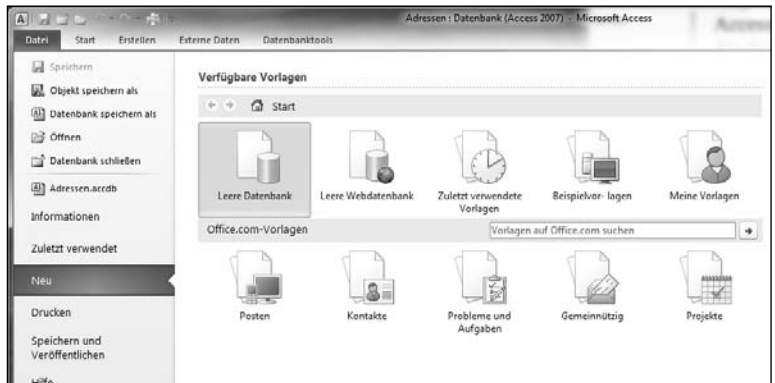 Adressen : Datenbank (Access 2007) - Microsoft Access
Datei Start Erstellen Externe Daten Datenbanktools
Speichern
Objekt speichern als
Datenbank speichern als
Öffnen
Datenbank schließen
Adressen.accdb
Informationen
Zuletzt verwendet
Neu
Drucken
Speichern und
Veröffentlichen
Hilfe
Verfügbare Vorlagen
Start
Leere Datenbank
Leere Webdatenbank
Zuletzt verwendete
Vorlagen
Beispielvor- lagen
Meine Vorlagen
Office.com-Vorlagen
Vorlagen auf Office.com suchen
Posten
Kontakte
Probleme und
Aufgaben
Gemeinnützig
Projekte